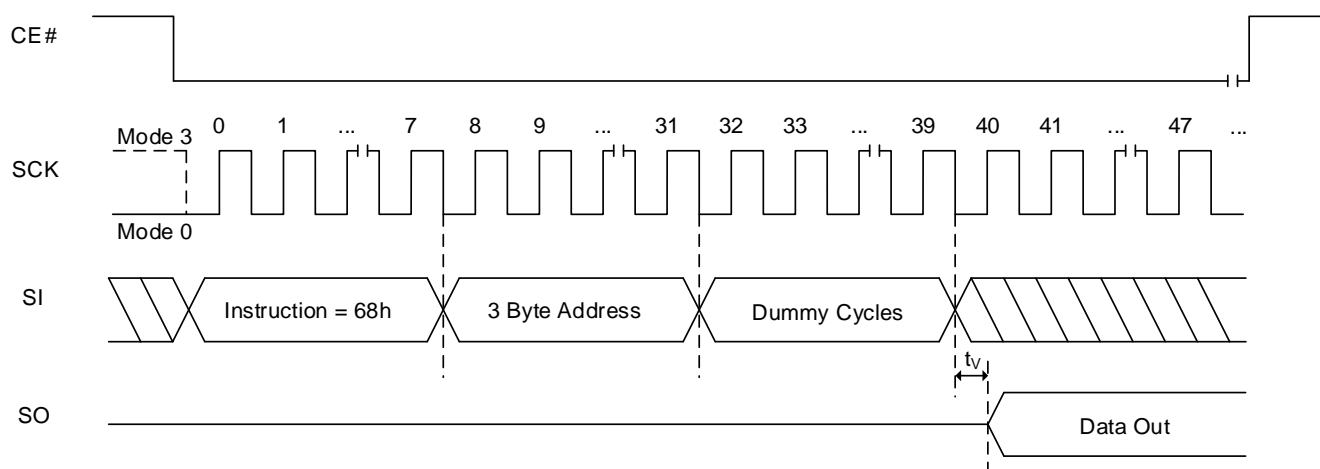 CE#
Mode 3 0 1 ... 7 8 9 ... 31 32 33 ... 39 40 41 ... 47 ...
SCK
Mode 0
SI Instruction = 68h 3 Byte Address Dummy Cycles
tV
SO Data Out